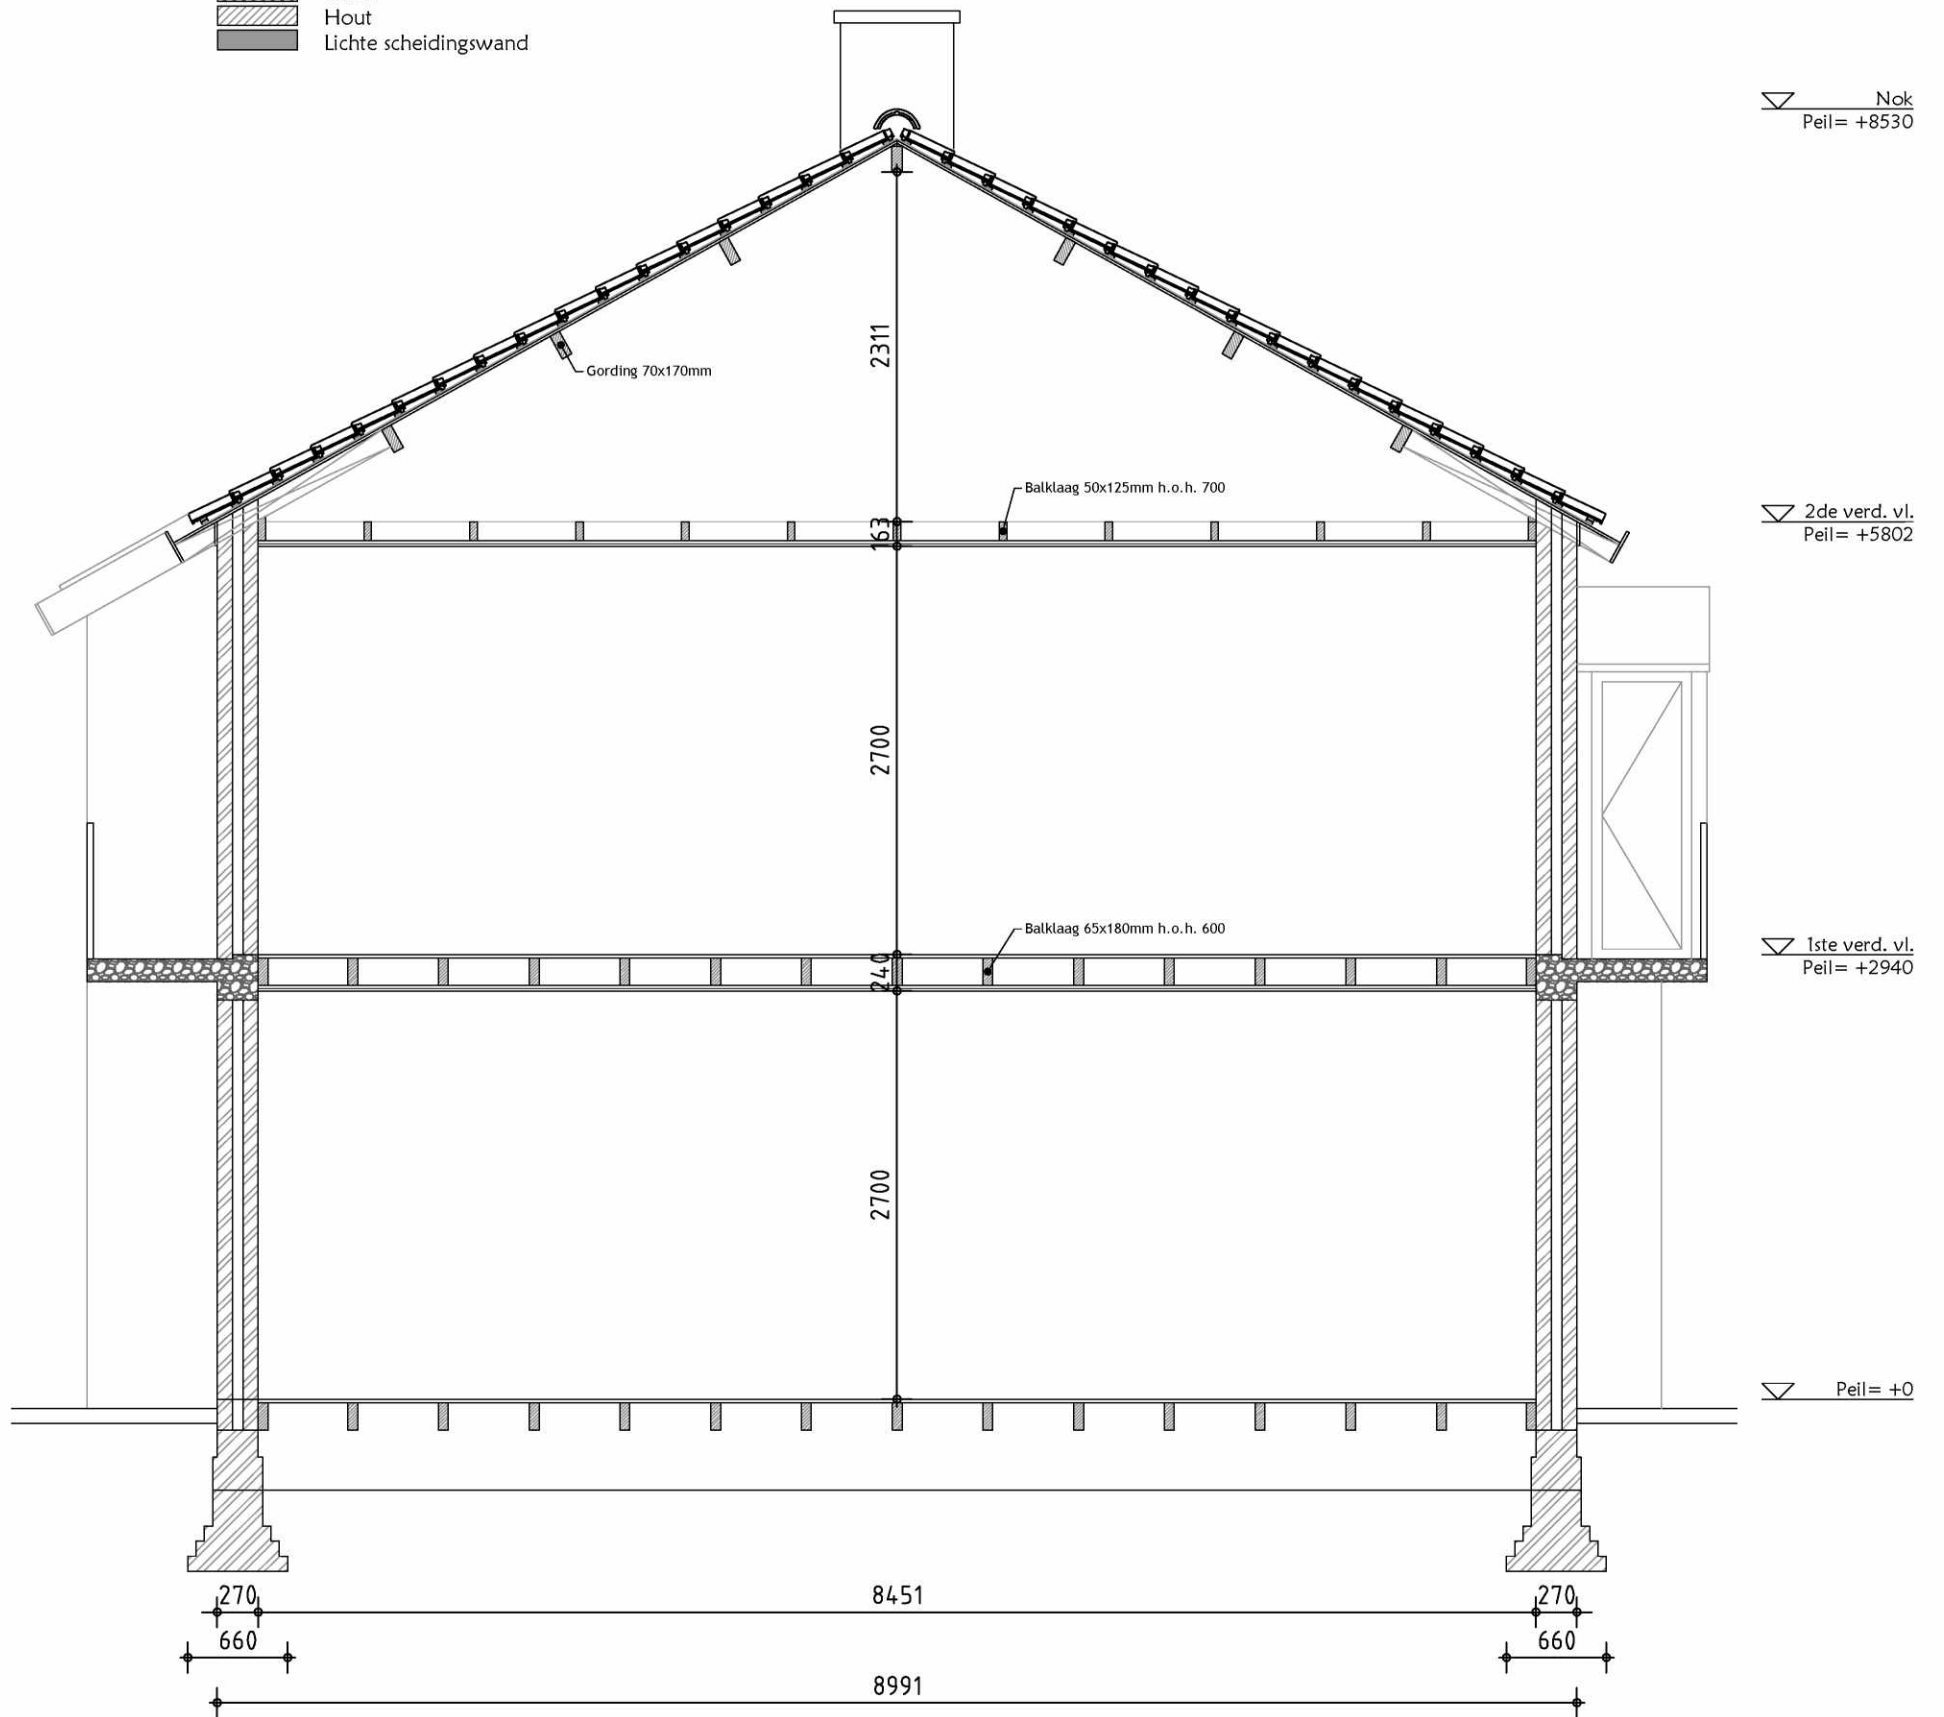 Hout
Lichte scheidingswand
Nok
Peil= +8530
2311
Gording 70x170mm
Balklaag 50x125mm h.o.h. 700
2de verd. vl.
Peil= +5802
163
2700
Balklaag 65x180mm h.o.h. 600
1ste verd. vl.
Peil= +2940
240
2700
Peil= +0
270 8451 270
660 660
8991